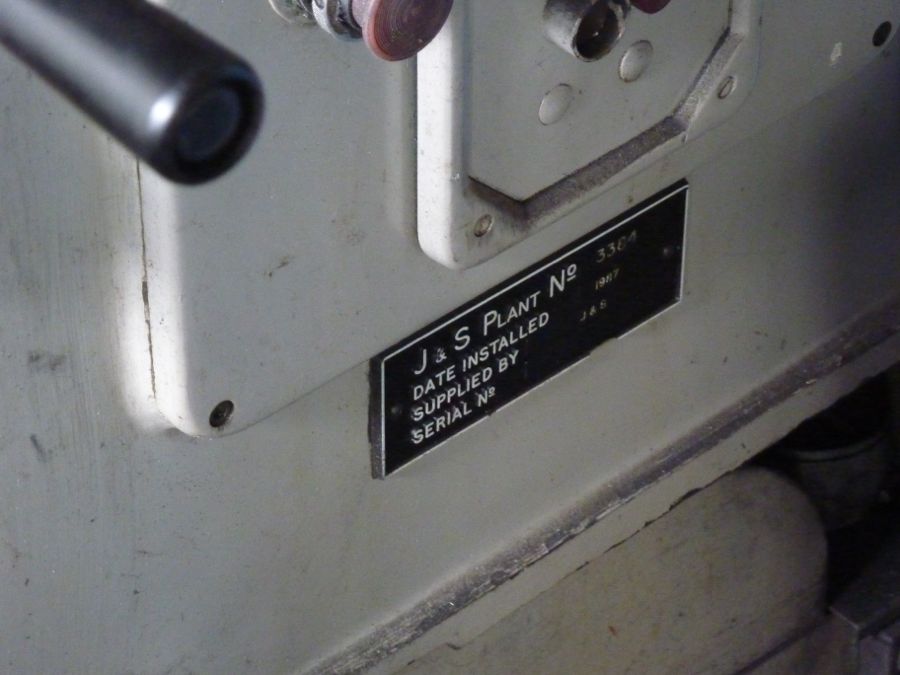 J & S PLANT Nº 3384
DATE INSTALLED 1987
SUPPLIED BY J & S
SERIAL Nº